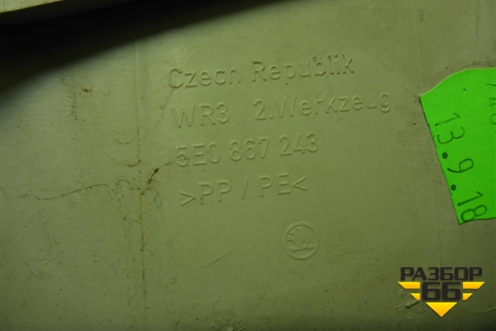 Czech Republik
WR3 2.Werkzeug
5E0 867 243
>PP/PE<
13.9.18
РАЗБОР
66